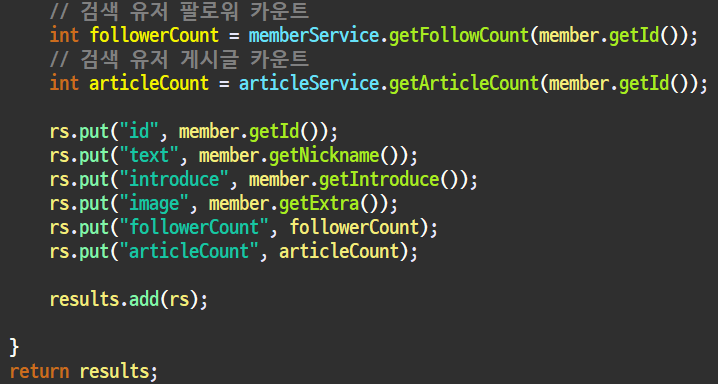 // 검색 유저 팔로워 카운트
int followerCount = memberService.getFollowCount(member.getId());
// 검색 유저 게시글 카운트
int articleCount = articleService.getArticleCount(member.getId());
rs.put("id", member.getId());
rs.put("text", member.getNickname());
rs.put("introduce", member.getIntroduce());
rs.put("image", member.getExtra());
rs.put("followerCount", followerCount);
rs.put("articleCount", articleCount);
results.add(rs);
}
return results;